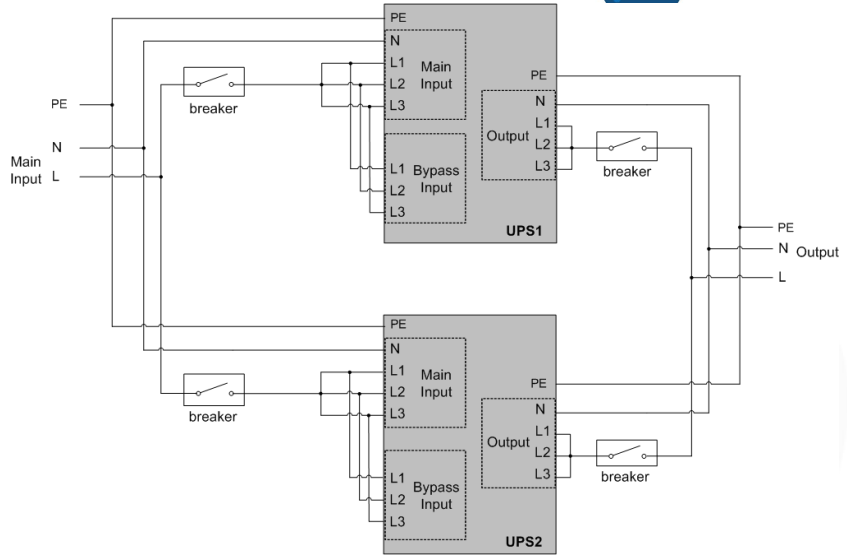 PE
N
L1
L2
L3
Main
Input
L1
L2
L3
Bypass
Input
PE
N
L1
L2
L3
Output
UPS1
breaker
breaker
PE
N
L
Main
Input
PE
N
L
Output
PE
N
L1
L2
L3
Main
Input
L1
L2
L3
Bypass
Input
PE
N
L1
L2
L3
Output
UPS2
breaker
breaker